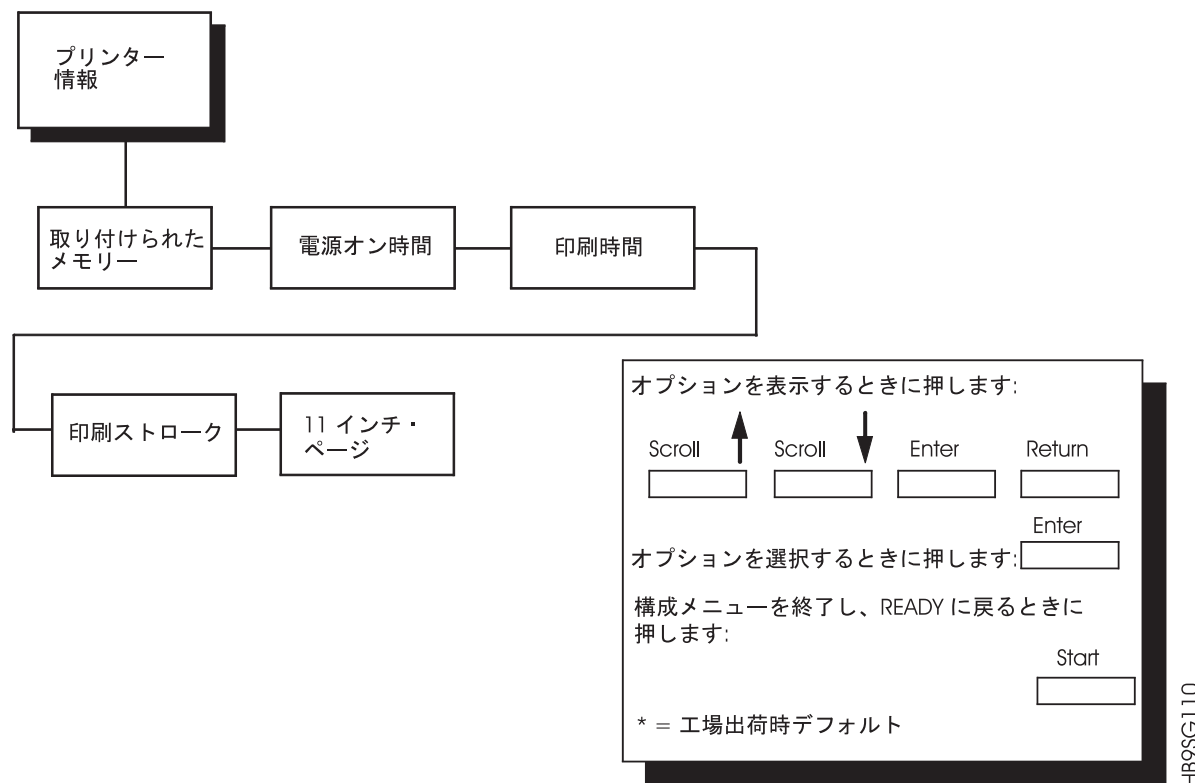 プリンター
情報
取り付けられた
メモリー
電源オン時間
印刷時間
印刷ストローク
11 インチ・
ページ
オプションを表示するときに押します:
Scroll Scroll Enter Return
Enter
オプションを選択するときに押します:
構成メニューを終了し、READY に戻るときに
押します:
Start
* = 工場出荷時デフォルト